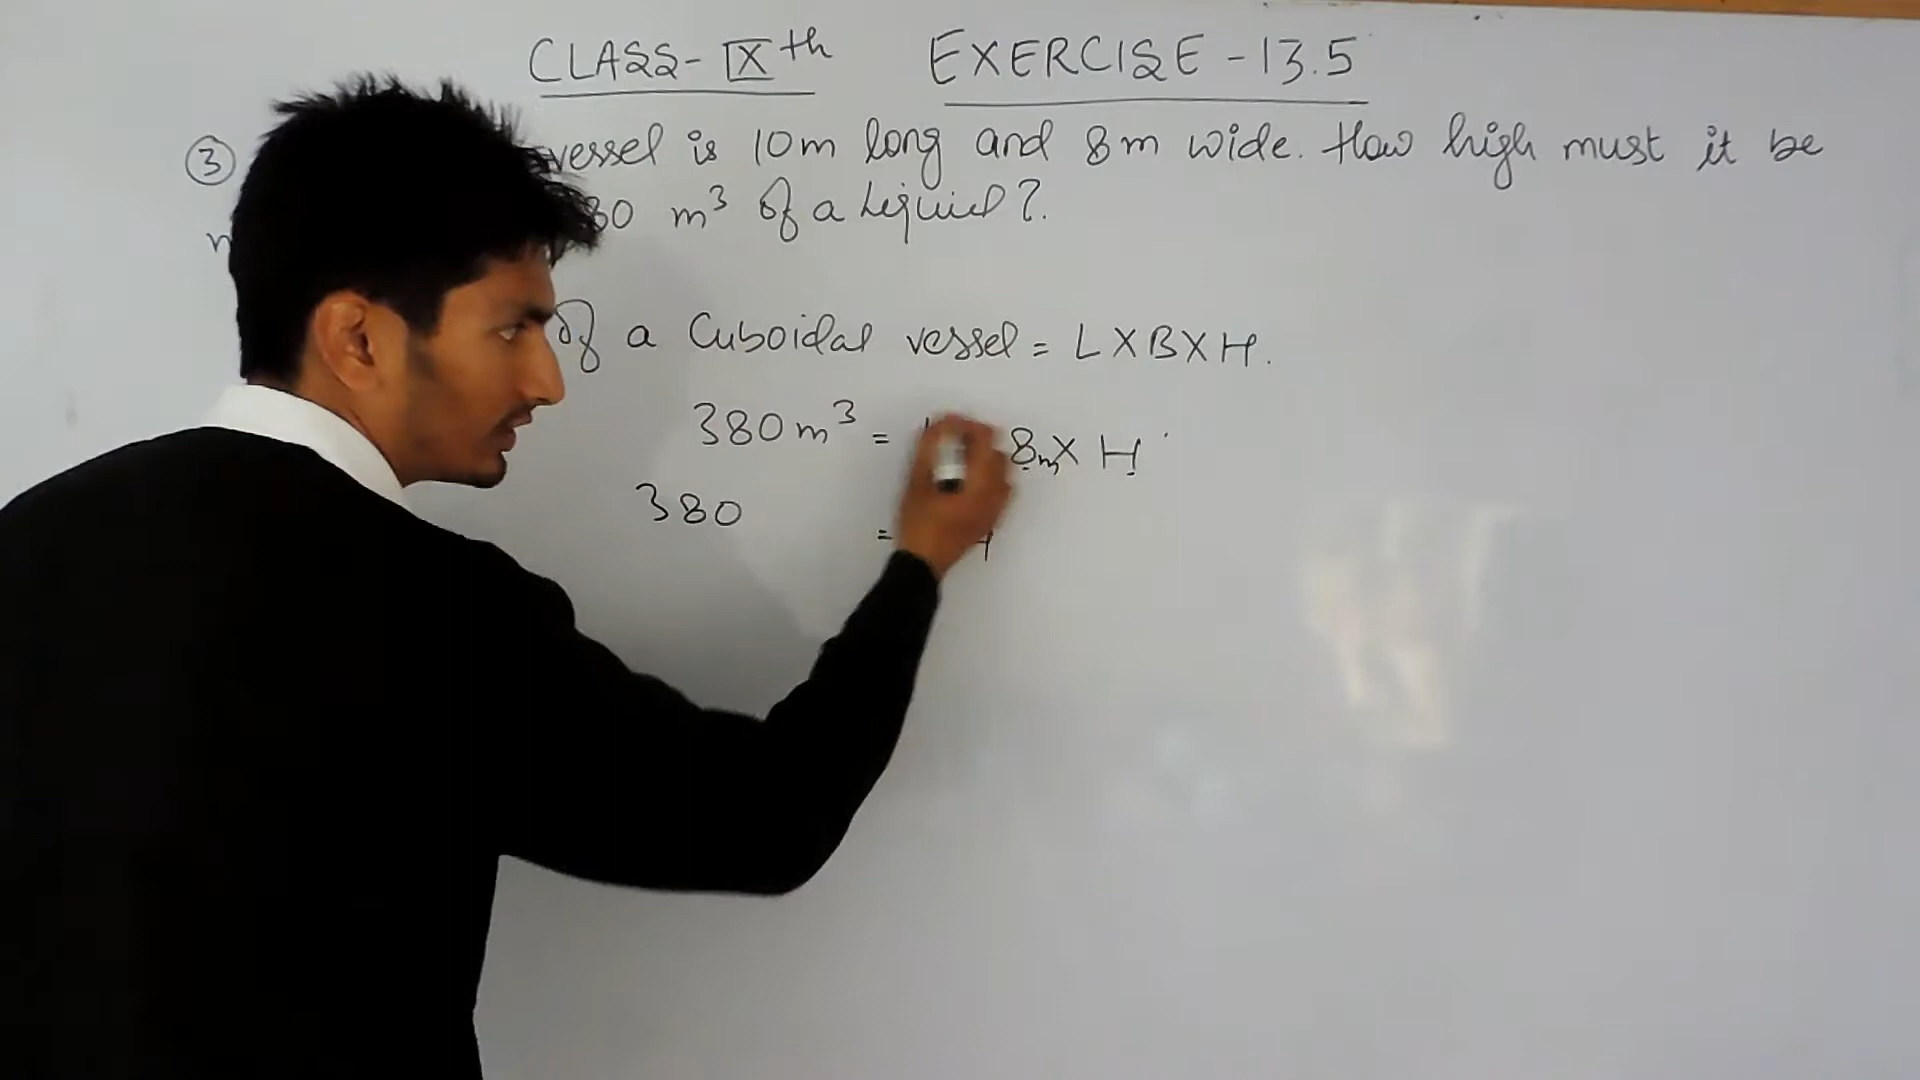 CLASS-IXth EXERCISE-13.5
③ vessel is 10m long and 8m wide. How high must it be
80 m³ of a liquid?.
of a Cuboidal vessel = L×B×H.
380m³ = 8m× H
380 =